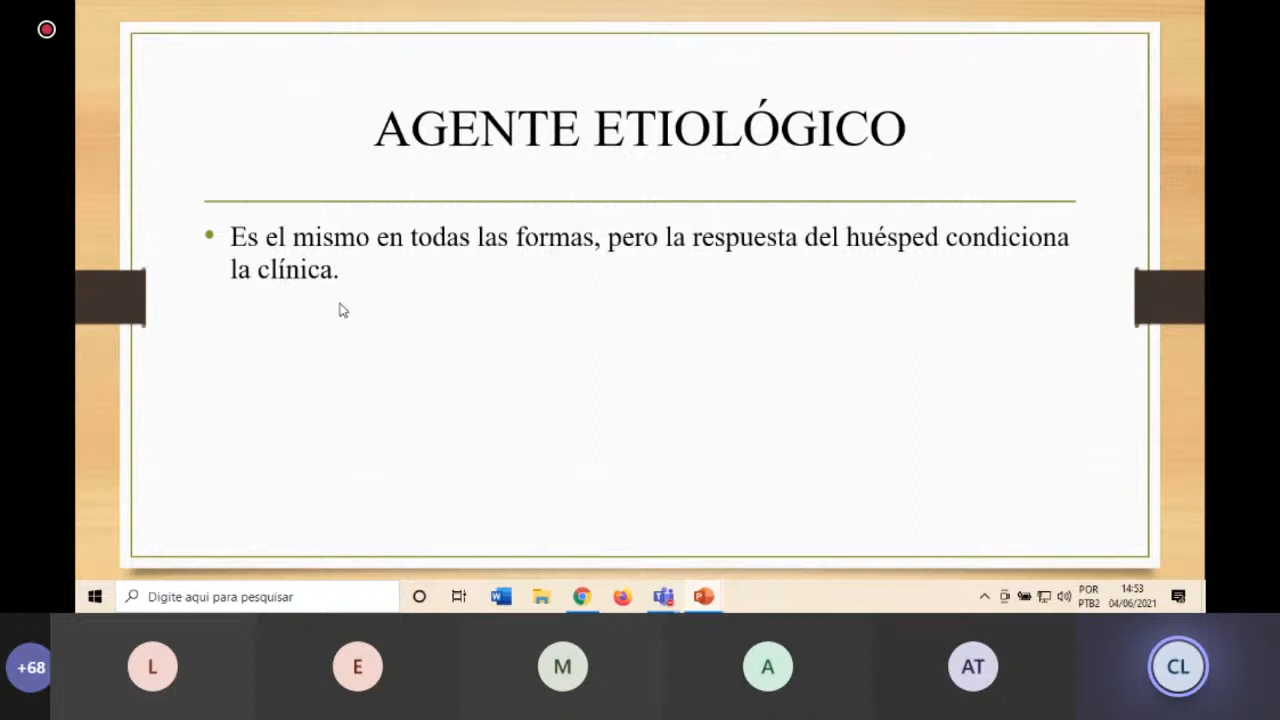 AGENTE ETIOLÓGICO
• Es el mismo en todas las formas, pero la respuesta del huésped condiciona
la clínica.
Digite aqui para pesquisar
POR
PTB2
14:53
04/06/2021
+68
L
E
M
A
AT
CL